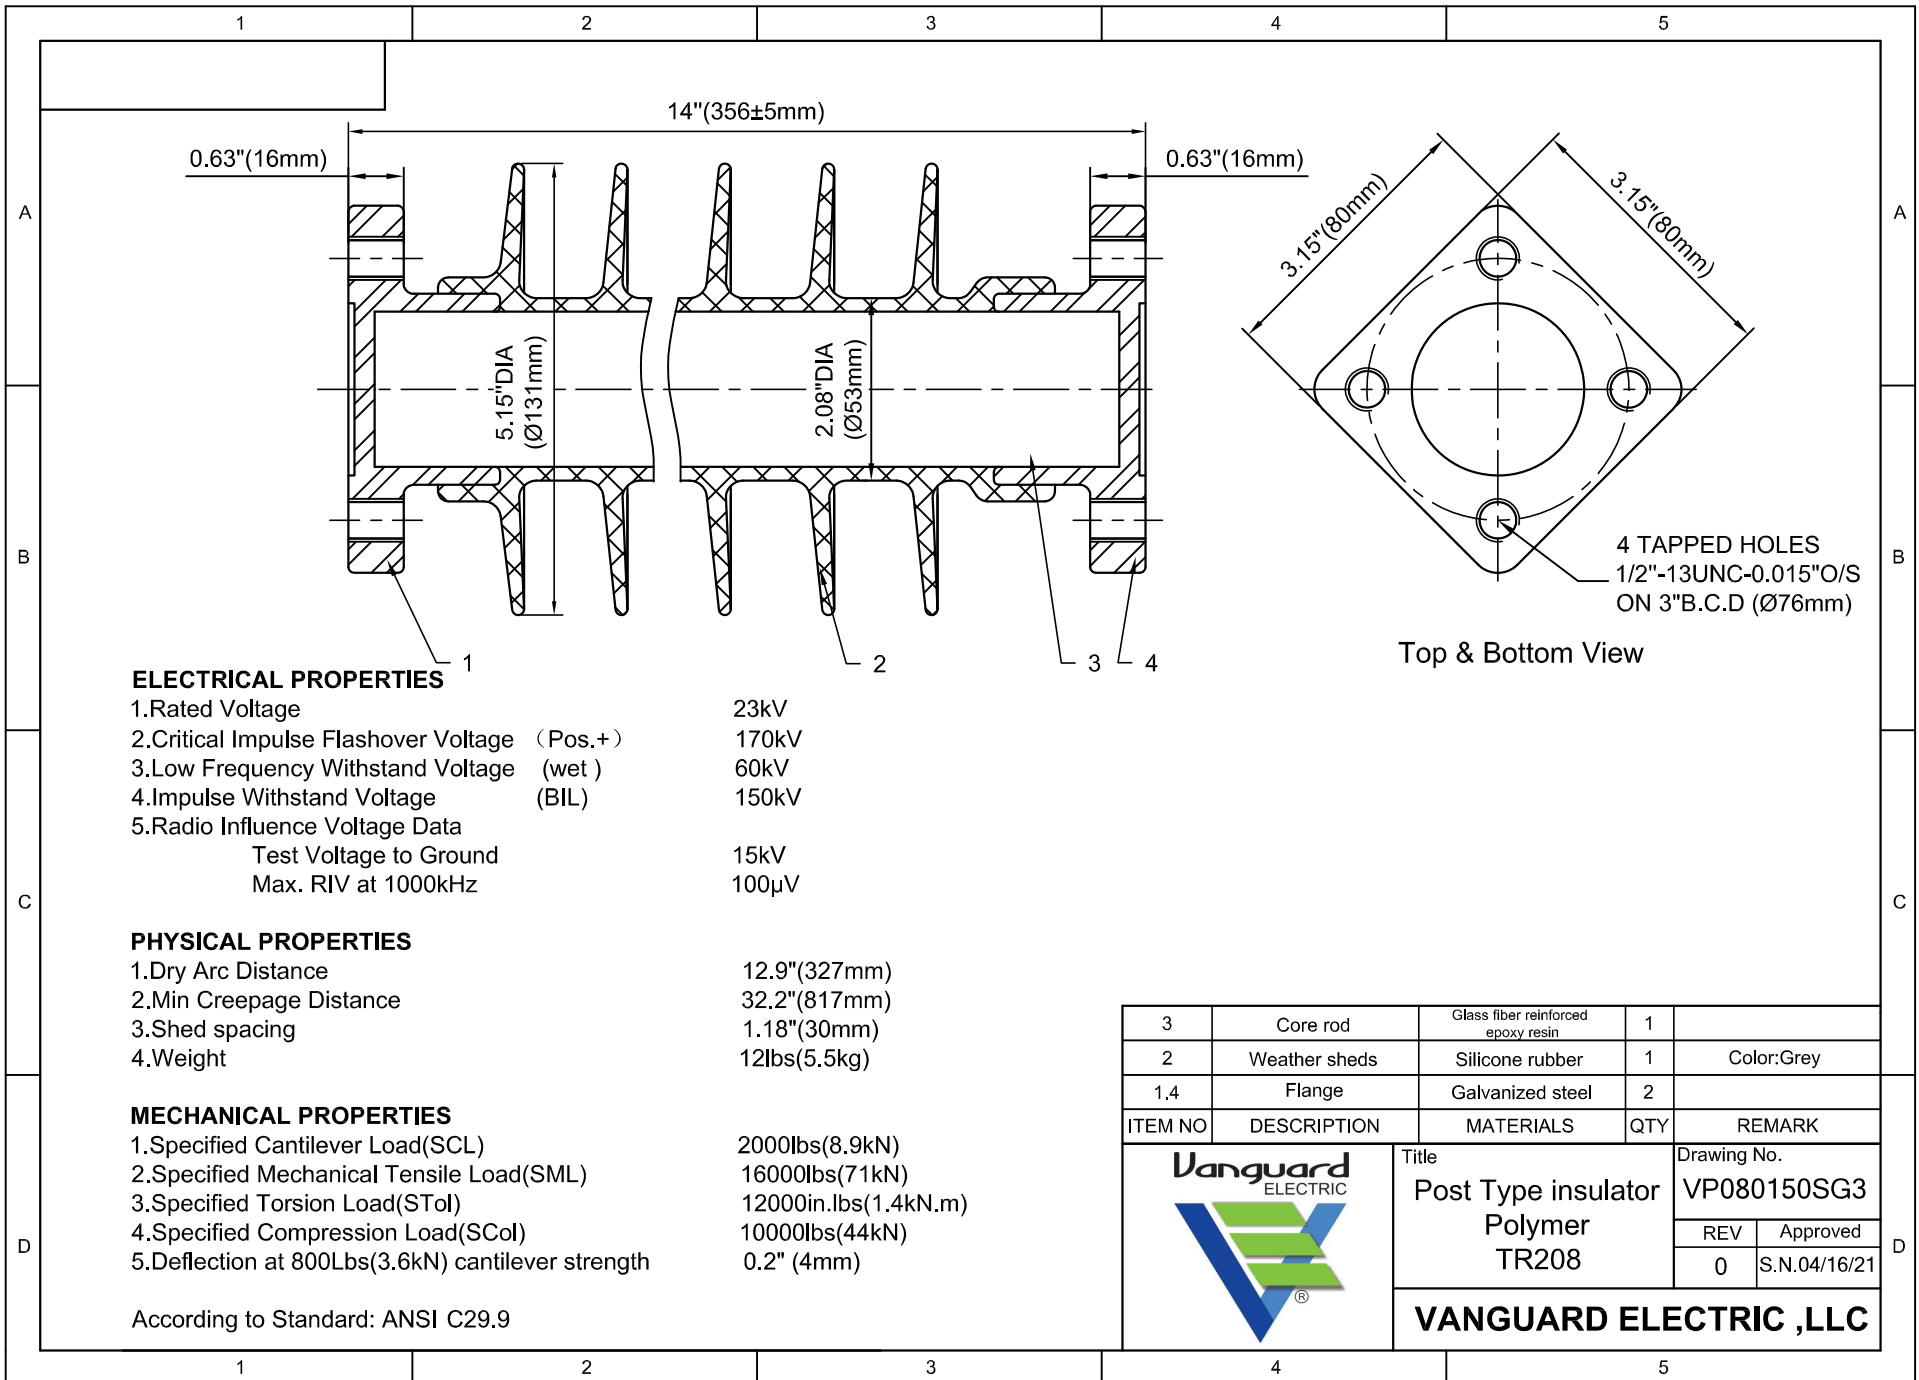 1 2 3 4 5
14"(356±5mm)
0.63"(16mm)
0.63"(16mm)
3.15"(80mm)
3.15"(80mm)
A
A
5.15"DIA
(Ø131mm)
2.08"DIA
(Ø53mm)
4 TAPPED HOLES
1/2"-13UNC-0.015"O/S
ON 3"B.C.D (Ø76mm)
B
B
Top & Bottom View
1 2 3 4
ELECTRICAL PROPERTIES
1.Rated Voltage 23kV
2.Critical Impulse Flashover Voltage （Pos.+） 170kV
3.Low Frequency Withstand Voltage (wet ) 60kV
4.Impulse Withstand Voltage (BIL) 150kV
5.Radio Influence Voltage Data
Test Voltage to Ground 15kV
Max. RIV at 1000kHz 100μV
C
C
PHYSICAL PROPERTIES
1.Dry Arc Distance 12.9"(327mm)
2.Min Creepage Distance 32.2"(817mm)
3.Shed spacing 1.18"(30mm)
4.Weight 12lbs(5.5kg)
MECHANICAL PROPERTIES
1.Specified Cantilever Load(SCL) 2000lbs(8.9kN)
2.Specified Mechanical Tensile Load(SML) 16000lbs(71kN)
3.Specified Torsion Load(STol) 12000in.lbs(1.4kN.m)
4.Specified Compression Load(SCol) 10000lbs(44kN)
5.Deflection at 800Lbs(3.6kN) cantilever strength 0.2" (4mm)
According to Standard: ANSI C29.9
3 Core rod Glass fiber reinforced
epoxy resin 1
2 Weather sheds Silicone rubber 1 Color:Grey
1.4 Flange Galvanized steel 2
ITEM NO DESCRIPTION MATERIALS QTY REMARK
Vanguard
ELECTRIC
®
Title
Post Type insulator
Polymer
TR208
Drawing No.
VP080150SG3
REV Approved
0 S.N.04/16/21
VANGUARD ELECTRIC ,LLC
D
D
1 2 3 4 5